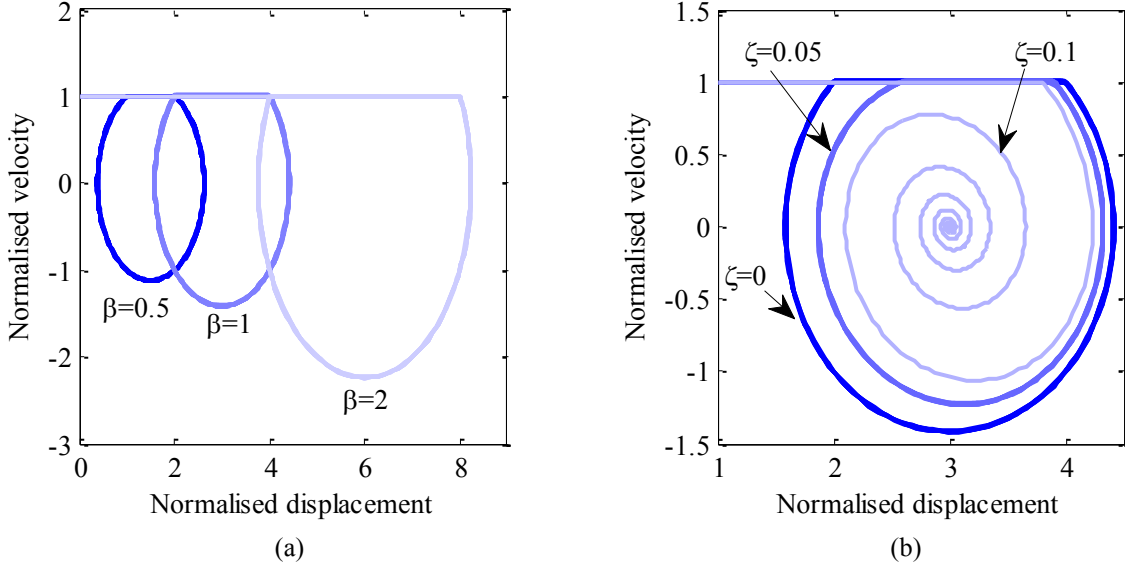 2
1
0
-1
-2
-3
0
2
4
6
8
Normalised velocity
Normalised displacement
β=0.5
β=1
β=2
(a)
1.5
1
0.5
0
-0.5
-1
-1.5
1
2
3
4
Normalised velocity
Normalised displacement
ζ=0.05
ζ=0.1
ζ=0
(b)